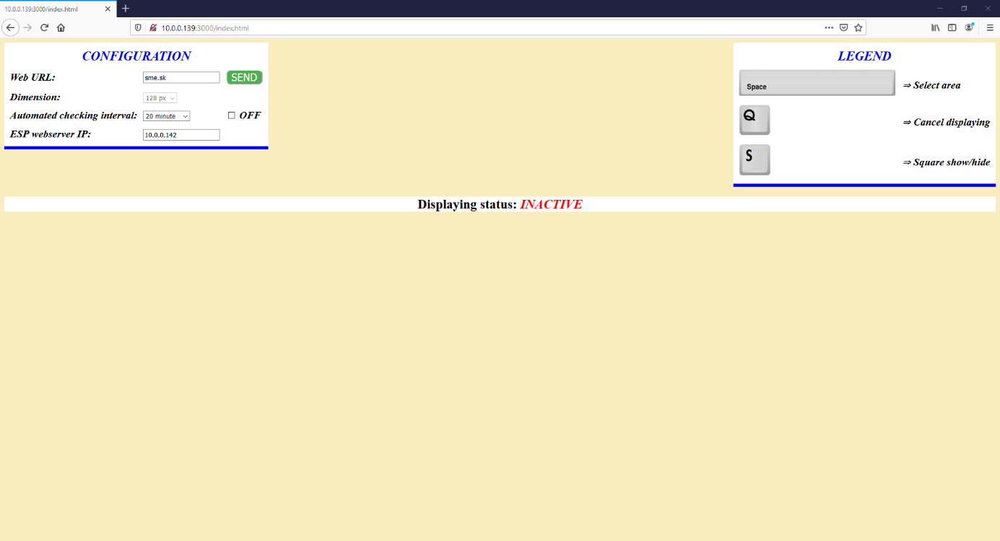 10.0.0.139:3000/index.html
10.0.0.139:3000/index.html
CONFIGURATION
Web URL: sme.sk SEND
Dimension: 128 px
Automated checking interval: 20 minute OFF
ESP webserver IP: 10.0.0.142
LEGEND
Space ⇒ Select area
Q ⇒ Cancel displaying
S ⇒ Square show/hide
Displaying status: INACTIVE